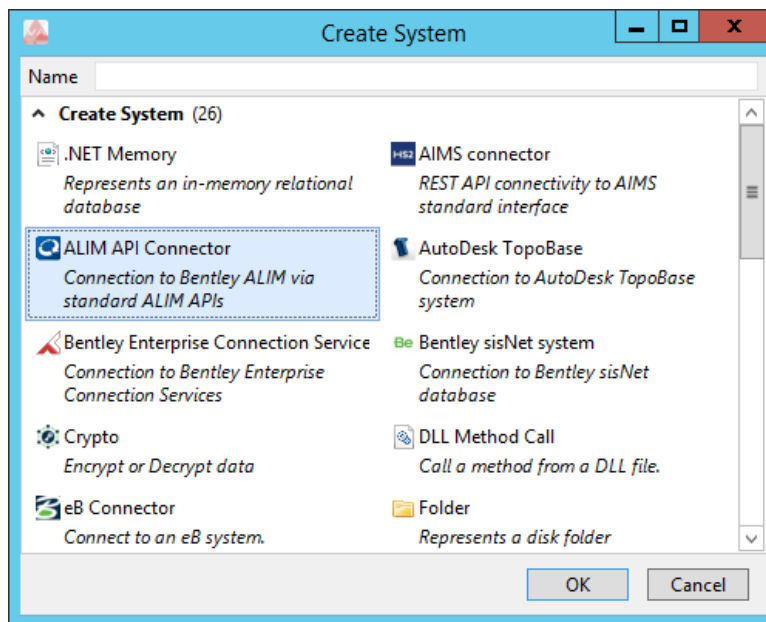 Create System
Name
Create System (26)
.NET Memory
Represents an in-memory relational
database
HS2 AIMS connector
REST API connectivity to AIMS
standard interface
ALIM API Connector
Connection to Bentley ALIM via
standard ALIM APIs
AutoDesk TopoBase
Connection to AutoDesk TopoBase
system
Bentley Enterprise Connection Service
Connection to Bentley Enterprise
Connection Services
Be Bentley sisNet system
Connection to Bentley sisNet
database
Crypto
Encrypt or Decrypt data
DLL Method Call
Call a method from a DLL file.
eB Connector
Connect to an eB system.
Folder
Represents a disk folder
OK Cancel